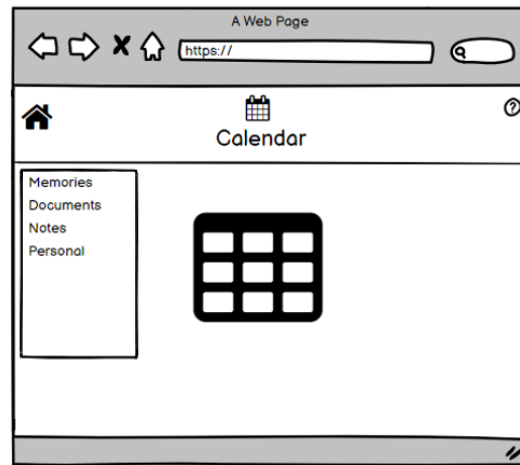 A Web Page
https://
?
Calendar
Memories
Documents
Notes
Personal